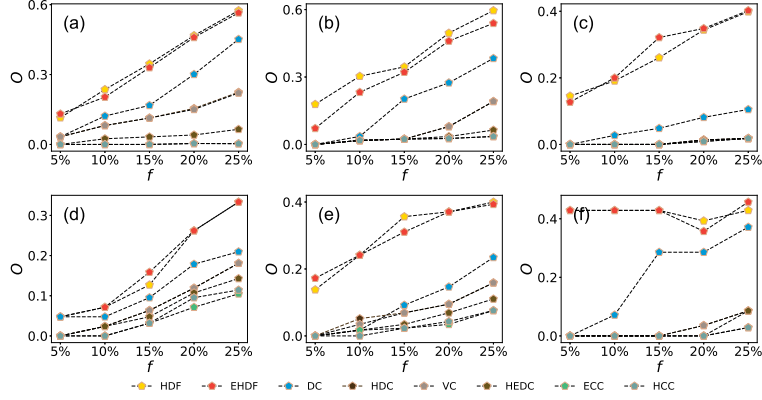 (a) (b) (c)
O 0.6 0.3 0.0
5% 10% 15% 20% 25%
f
O 0.6 0.3 0.0
5% 10% 15% 20% 25%
f
O 0.4 0.2 0.0
5% 10% 15% 20% 25%
f
(d) (e) (f)
O 0.3 0.2 0.1 0.0
5% 10% 15% 20% 25%
f
O 0.4 0.2 0.0
5% 10% 15% 20% 25%
f
O 0.4 0.2 0.0
5% 10% 15% 20% 25%
f
HDF EHDF DC HDC VC HEDC ECC HCC